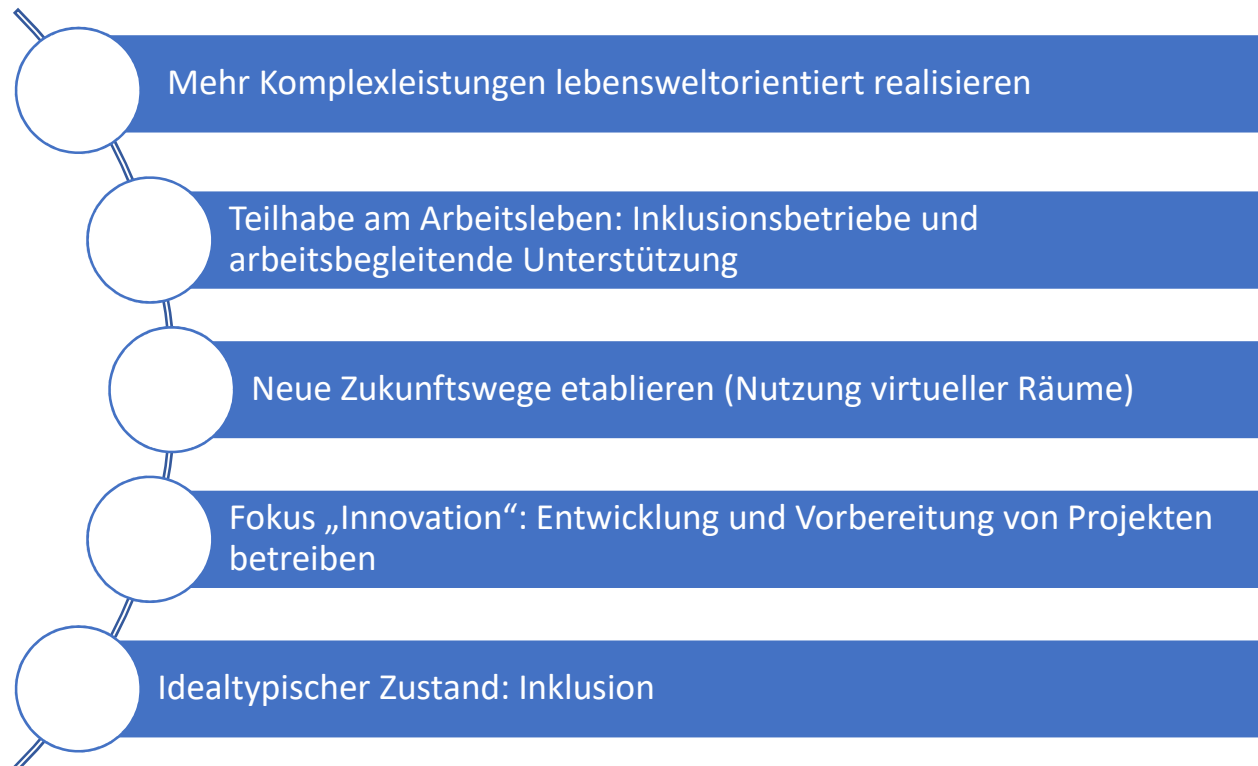 Mehr Komplexleistungen lebensweltorientiert realisieren
Teilhabe am Arbeitsleben: Inklusionsbetriebe und
arbeitsbegleitende Unterstützung
Neue Zukunftswege etablieren (Nutzung virtueller Räume)
Fokus „Innovation“: Entwicklung und Vorbereitung von Projekten
betreiben
Idealtypischer Zustand: Inklusion